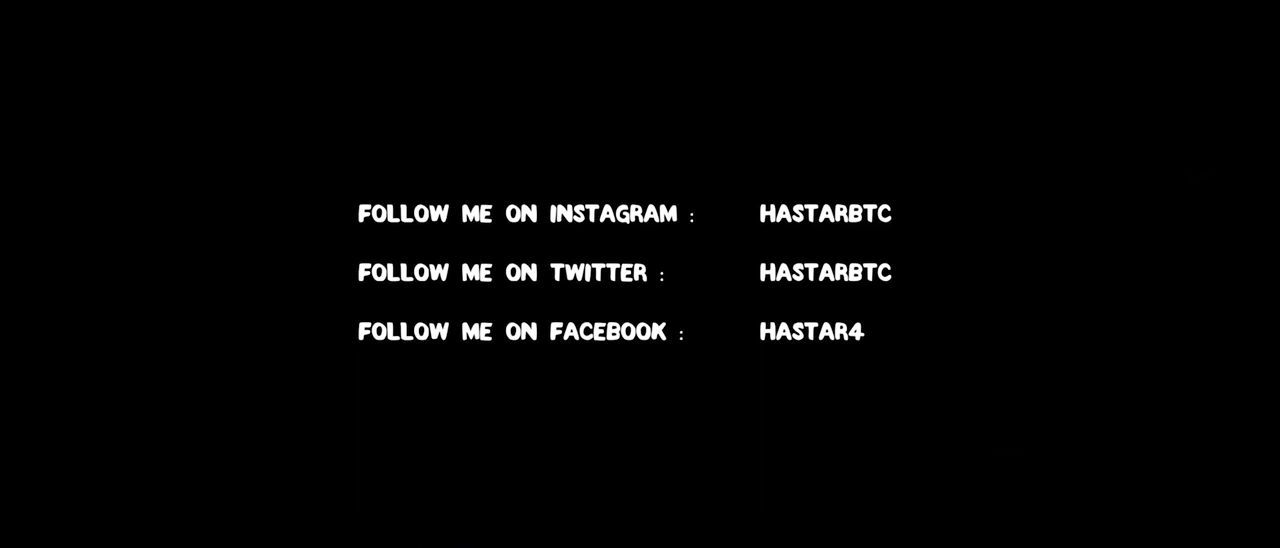 FOLLOW ME ON INSTAGRAM : HASTARBTC
FOLLOW ME ON TWITTER : HASTARBTC
FOLLOW ME ON FACEBOOK : HASTAR4